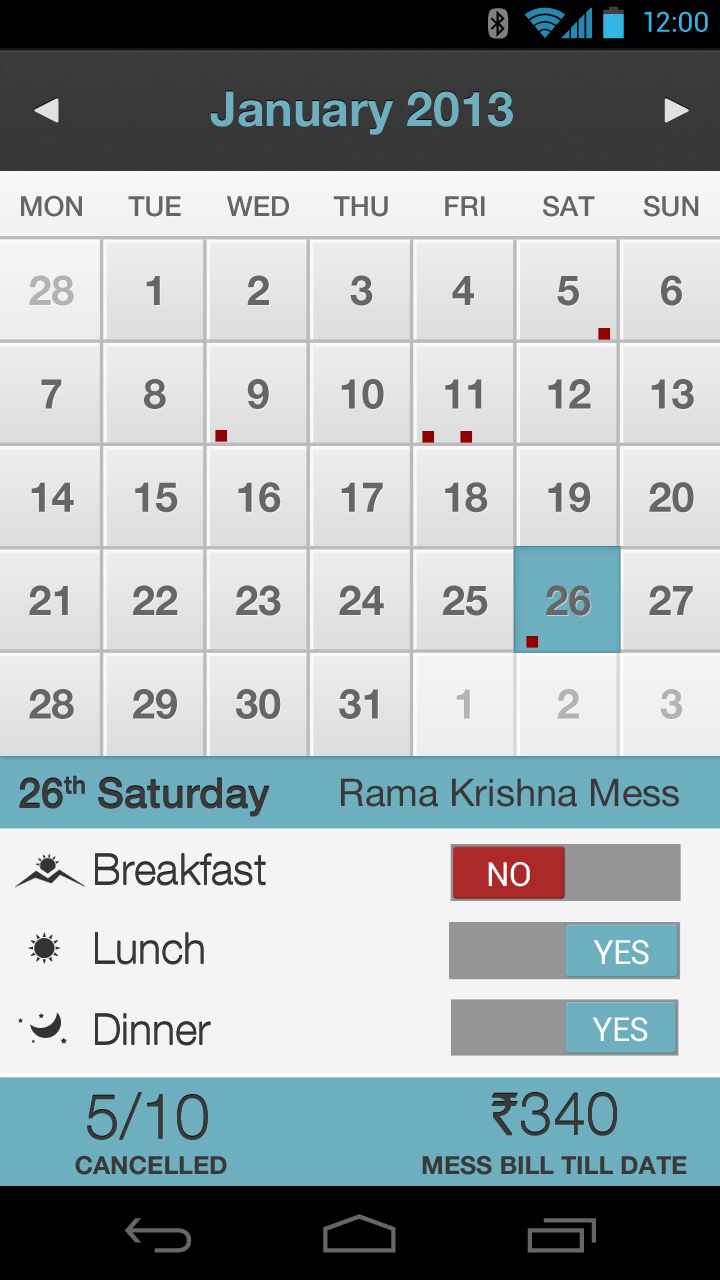 12:00
January 2013
MON TUE WED THU FRI SAT SUN
28 1 2 3 4 5 6
7 8 9 10 11 12 13
14 15 16 17 18 19 20
21 22 23 24 25 26 27
28 29 30 31 1 2 3
26th Saturday Rama Krishna Mess
Breakfast NO
Lunch YES
Dinner YES
5/10 ₹340
CANCELLED MESS BILL TILL DATE